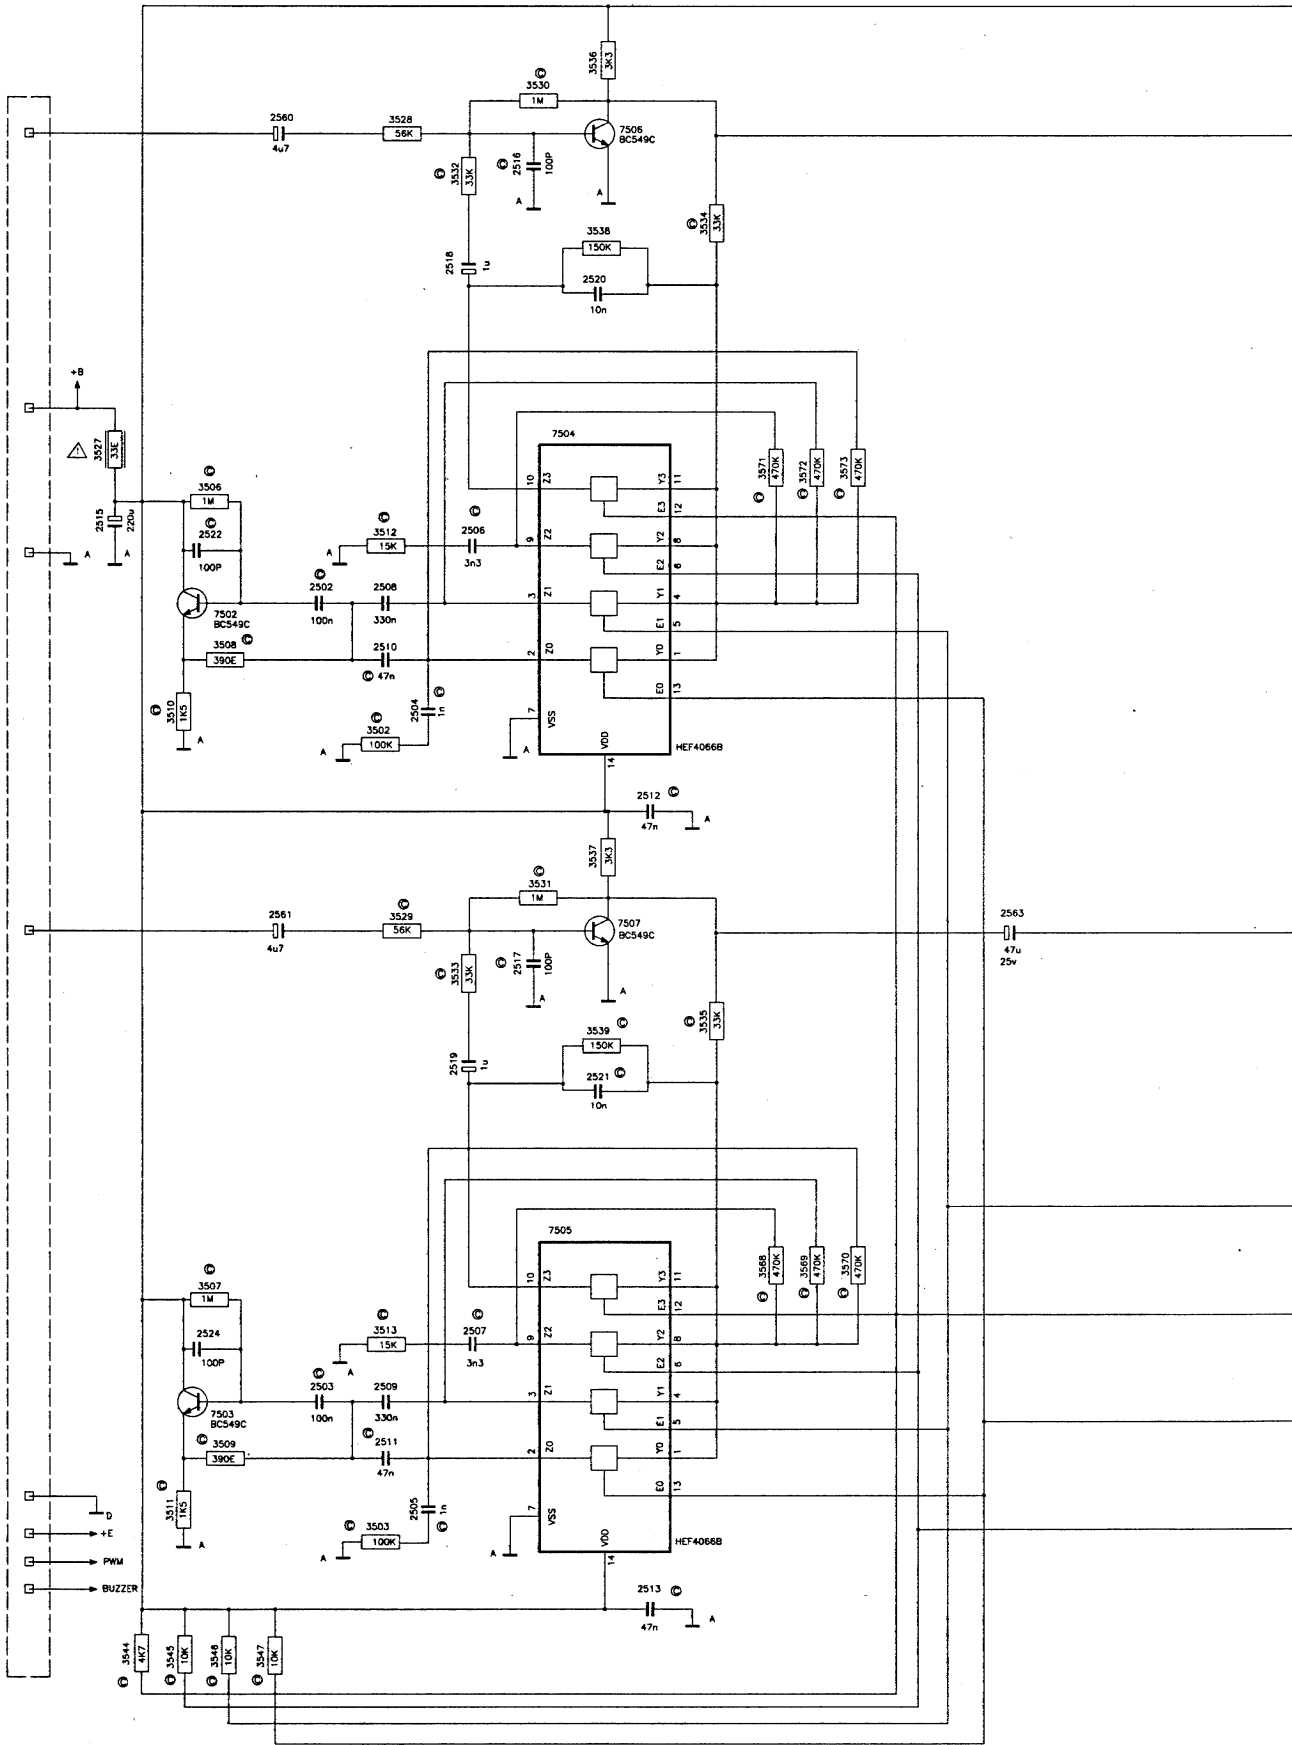 3536
3K3
©
3530
1M
2560
4u7
3528
56K
7506
BC549C
© 2516
100P
A
A
© 3532
33K
© 3534
33K
3538
150K
2518
1u
2520
10n
+B
3527
33E
7504
3571
470K
©
3572
470K
©
3573
470K
©
©
3506
1M
©
2522
100P
2515
220u
A
A
©
3512
15K
A
©
2506
3n3
10 Z3 Y3 11
E3 12
9 Z2 Y2 8
E2 6
3 Z1 Y1 4
E1 5
2 Z0 Y0 1
E0 13
7 VSS
VDD
14
A
HEF4066B
7502
BC549C
©
2502
100n
2508
330n
3508 ©
390E
2510
© 47n
© 3510
1K5
A
©
2504
1n
©
3502
100K
A
2512 ©
47n
A
3537
3K3
©
3531
1M
2561
4u7
©
3529
56K
7507
BC549C
© 2517
100P
A
A
© 3533
33K
2563
47u
25v
© 3535
33K
3539 ©
150K
2519
1u
2521 ©
10n
7505
3568
470K
©
3569
470K
©
3570
470K
©
©
3507
1M
2524
100P
©
3513
15K
A
©
2507
3n3
10 Z3 Y3 11
E3 12
9 Z2 Y2 8
E2 6
3 Z1 Y1 4
E1 5
2 Z0 Y0 1
E0 13
7 VSS
VDD
14
A
HEF4066B
7503
BC549C
©
2503
100n
2509
330n
© 3509
390E
©
2511
47n
©
3511
1K5
A
2505
1n
©
©
3503
100K
A
D
+E
PWM
BUZZER
2513 ©
47n
A
3544
4K7
©
3545
10K
©
3546
10K
©
3547
10K
©